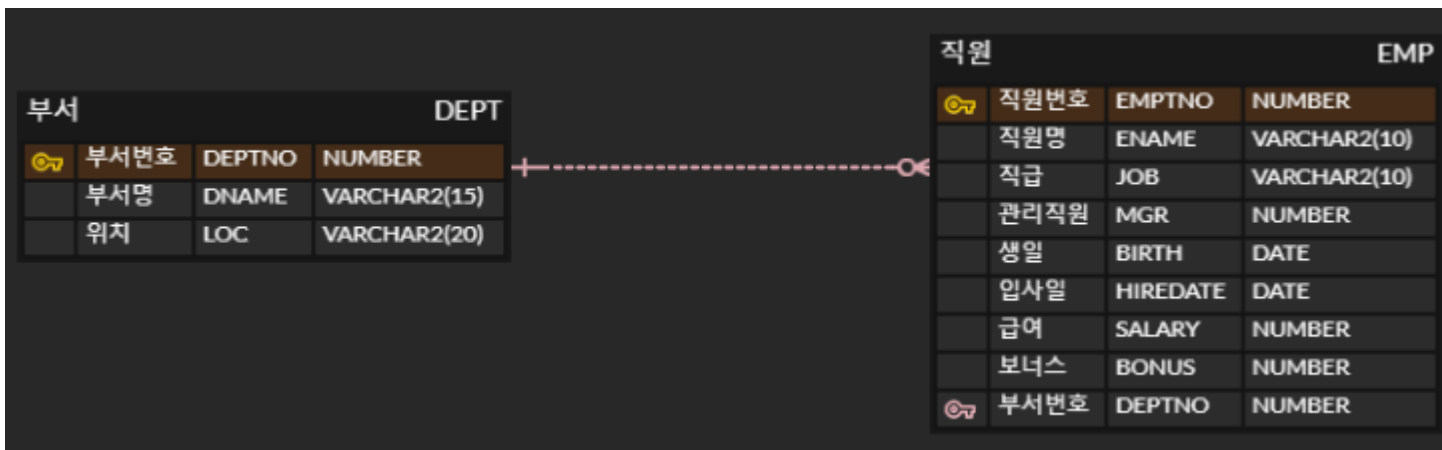 부서 DEPT
부서번호 DEPTNO NUMBER
부서명 DNAME VARCHAR2(15)
위치 LOC VARCHAR2(20)
직원 EMP
직원번호 EMPTNO NUMBER
직원명 ENAME VARCHAR2(10)
직급 JOB VARCHAR2(10)
관리직원 MGR NUMBER
생일 BIRTH DATE
입사일 HIREDATE DATE
급여 SALARY NUMBER
보너스 BONUS NUMBER
부서번호 DEPTNO NUMBER